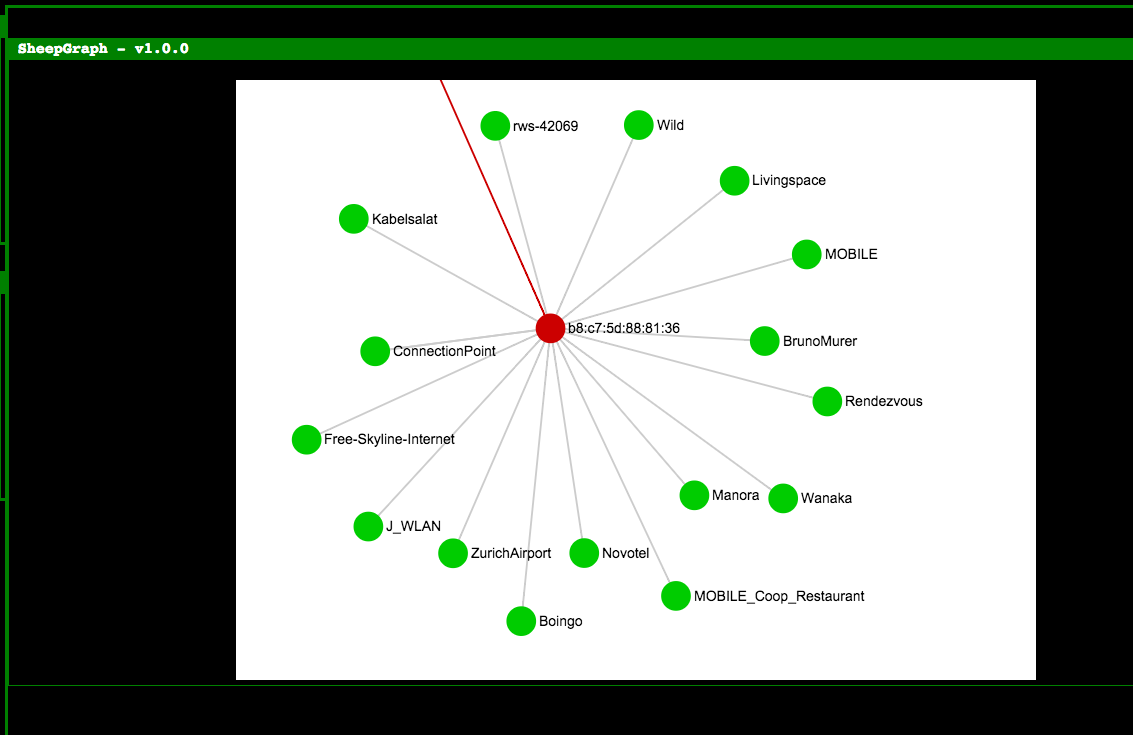 SheepGraph - v1.0.0
rws-42069
Wild
Livingspace
Kabelsalat
MOBILE
b8:c7:5d:88:81:36
BrunoMurer
ConnectionPoint
Rendezvous
Free-Skyline-Internet
Manora
Wanaka
J_WLAN
ZurichAirport
Novotel
MOBILE_Coop_Restaurant
Boingo